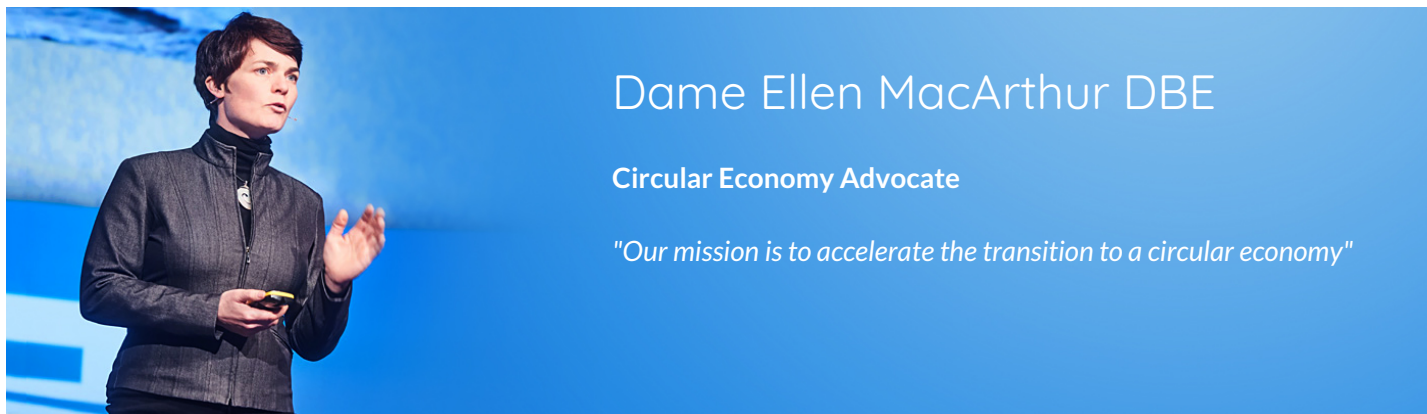 Dame Ellen MacArthur DBE
Circular Economy Advocate
"Our mission is to accelerate the transition to a circular economy"